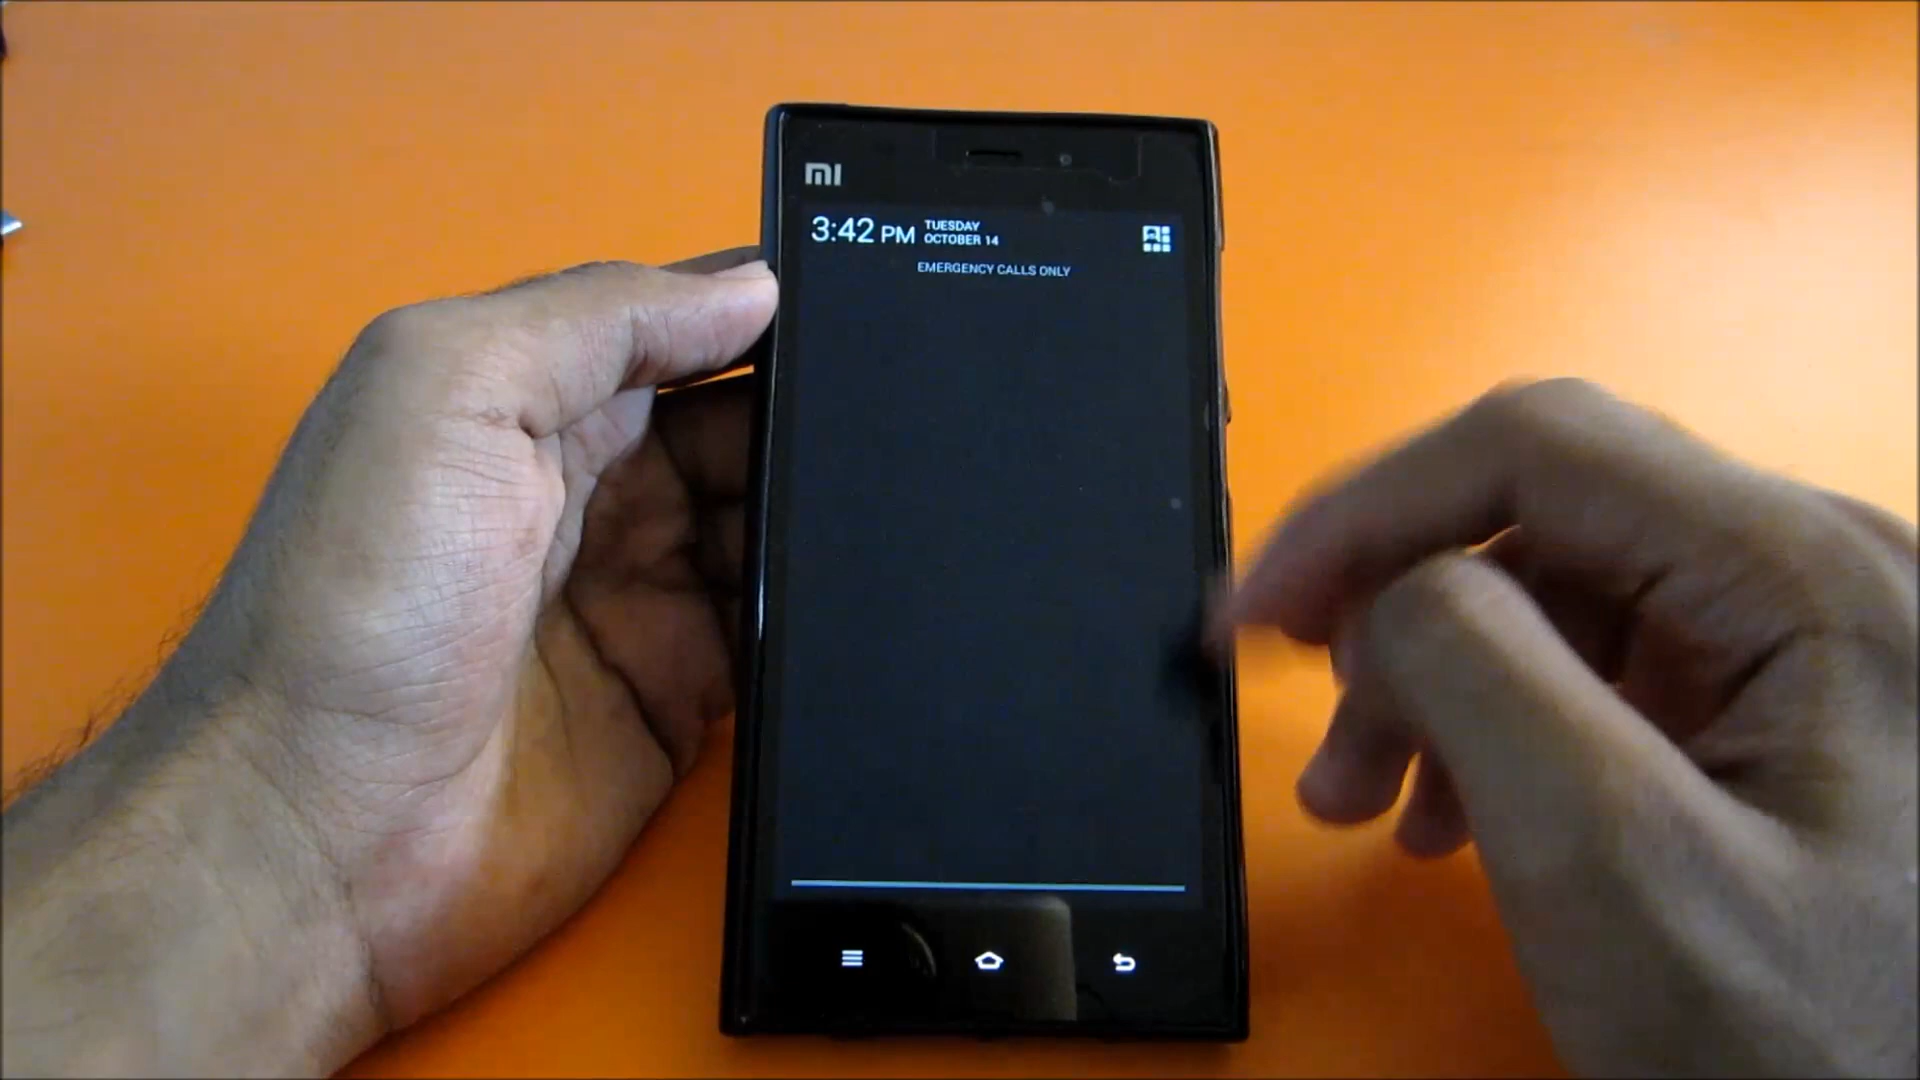 mi
3:42 PM
TUESDAY
OCTOBER 14
EMERGENCY CALLS ONLY